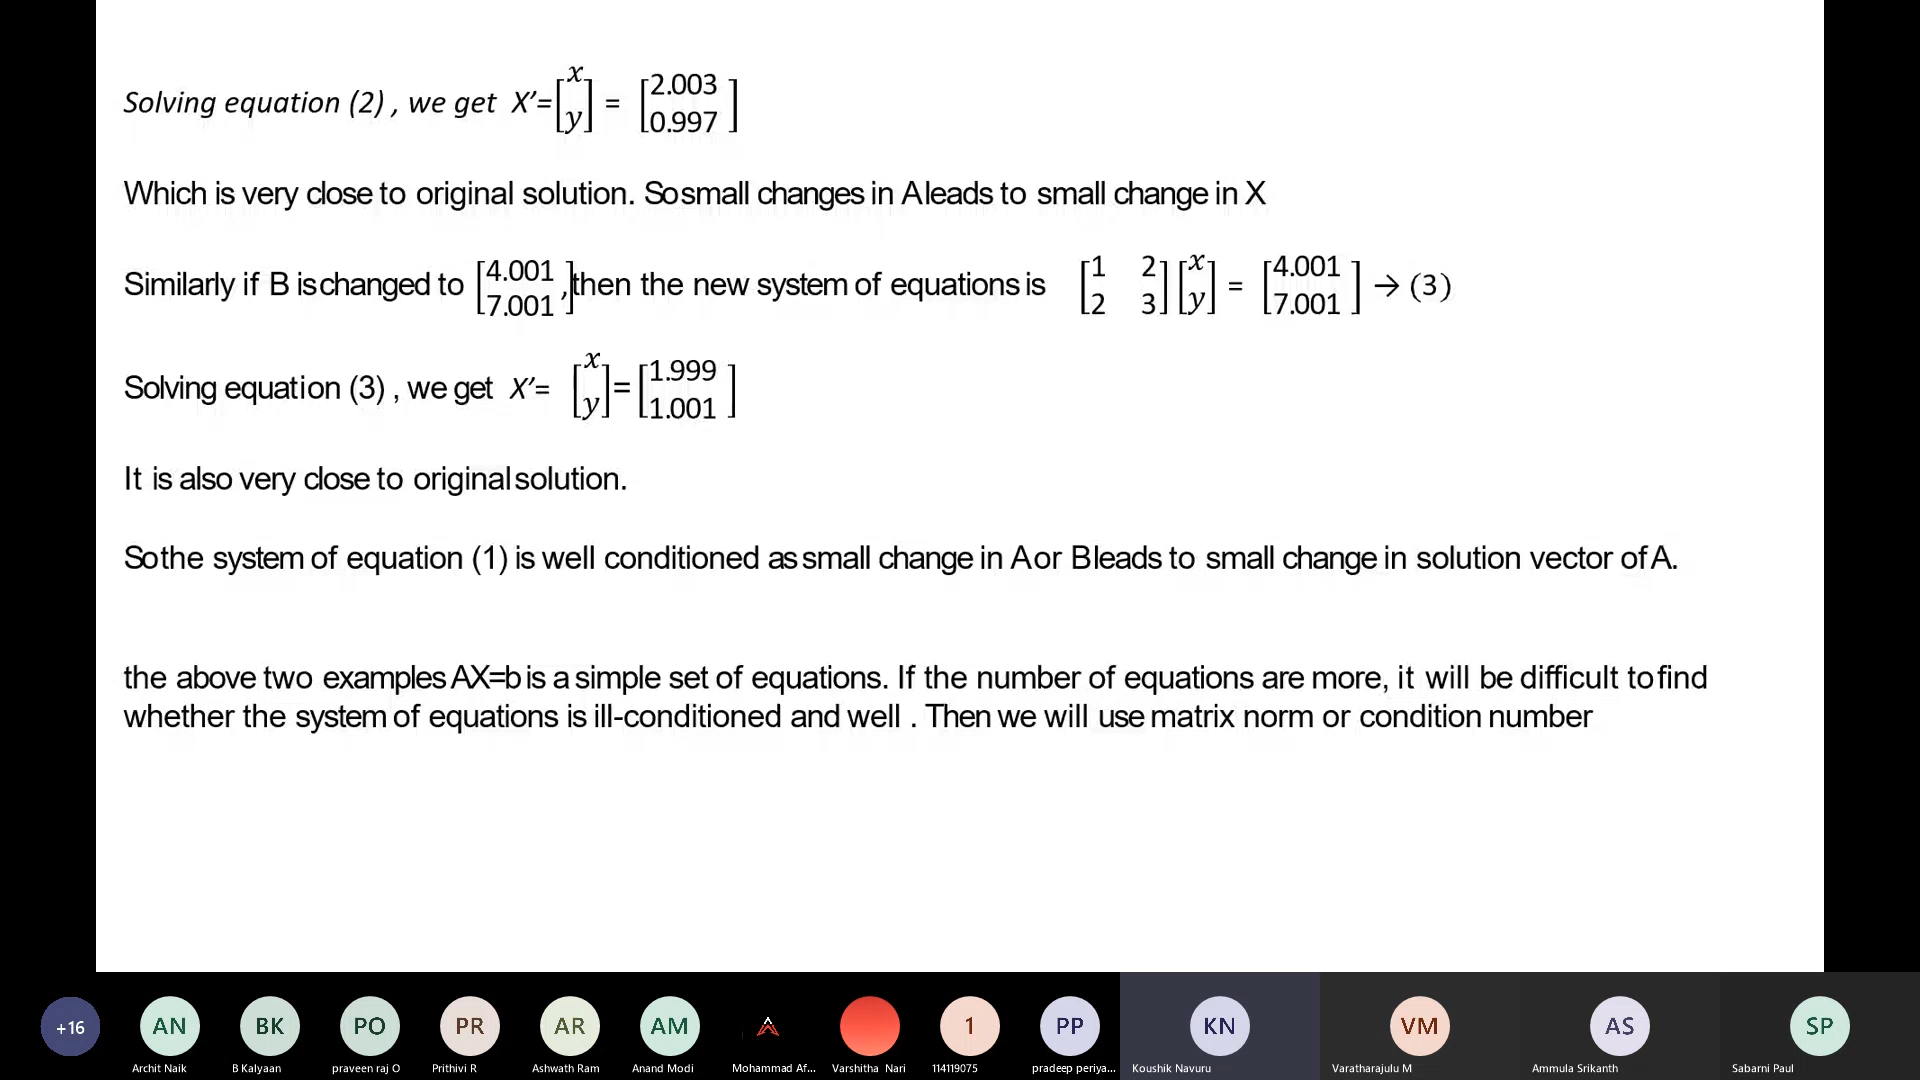 Solving equation (2) , we get X’=[x y] = [2.003 0.997]
Which is very close to original solution. So small changes in A leads to small change in X
Similarly if B is changed to [4.001 7.001] , then the new system of equations is [1 2 2 3] [x y] = [4.001 7.001] → (3)
Solving equation (3) , we get X’= [x y] = [1.999 1.001]
It is also very close to original solution.
So the system of equation (1) is well conditioned as small change in A or B leads to small change in solution vector of A.
the above two examples AX=b is a simple set of equations. If the number of equations are more, it will be difficult to find
whether the system of equations is ill-conditioned and well . Then we will use matrix norm or condition number
+16 AN BK PO PR AR AM 1 PP KN VM AS SP
Archit Naik B Kalyaan praveen raj O Prithivi R Ashwath Ram Anand Modi Mohammad Af... Varshitha Nari 114119075 pradeep periya... Koushik Navuru Varatharajulu M Ammula Srikanth Sabarni Paul